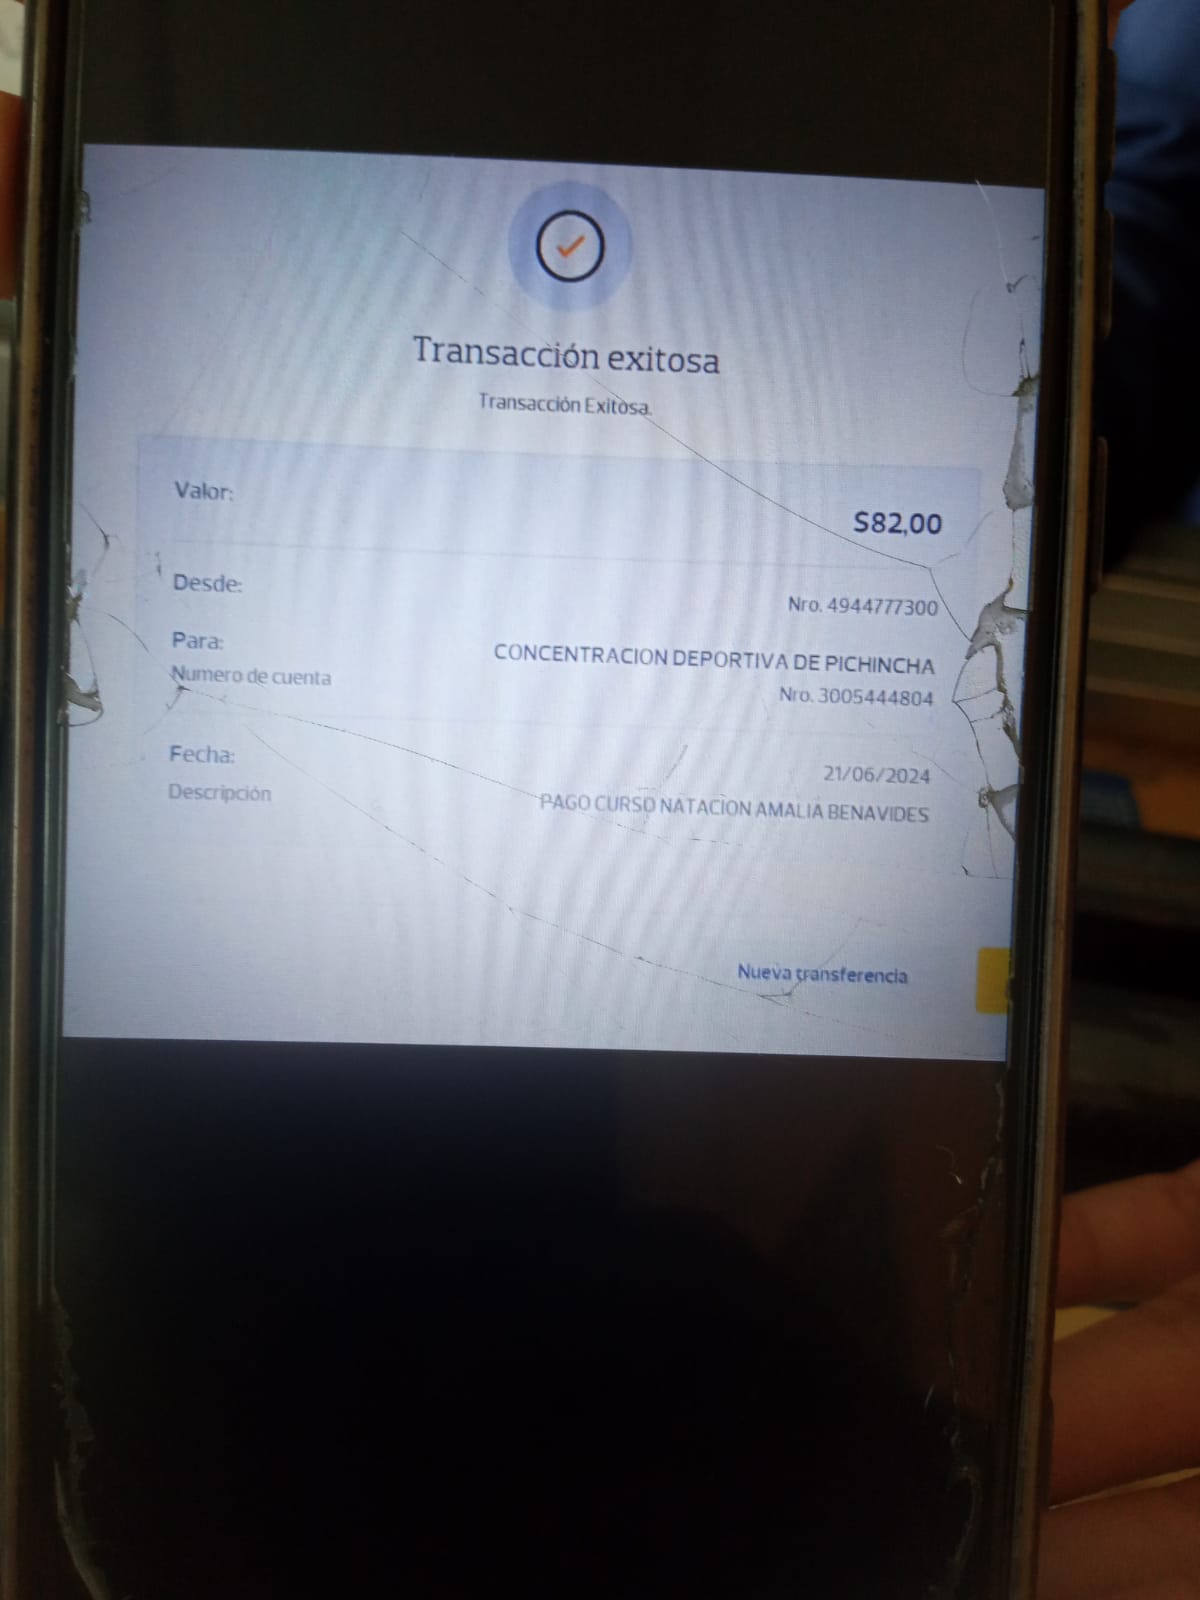 Transacción exitosa
Transacción Exitosa.
Valor:
$82,00
Desde:
Nro. 4944777300
Para:
CONCENTRACION DEPORTIVA DE PICHINCHA
Numero de cuenta
Nro. 3005444804
Fecha:
21/06/2024
Descripción
PAGO CURSO NATACION AMALIA BENAVIDES
Nueva transferencia